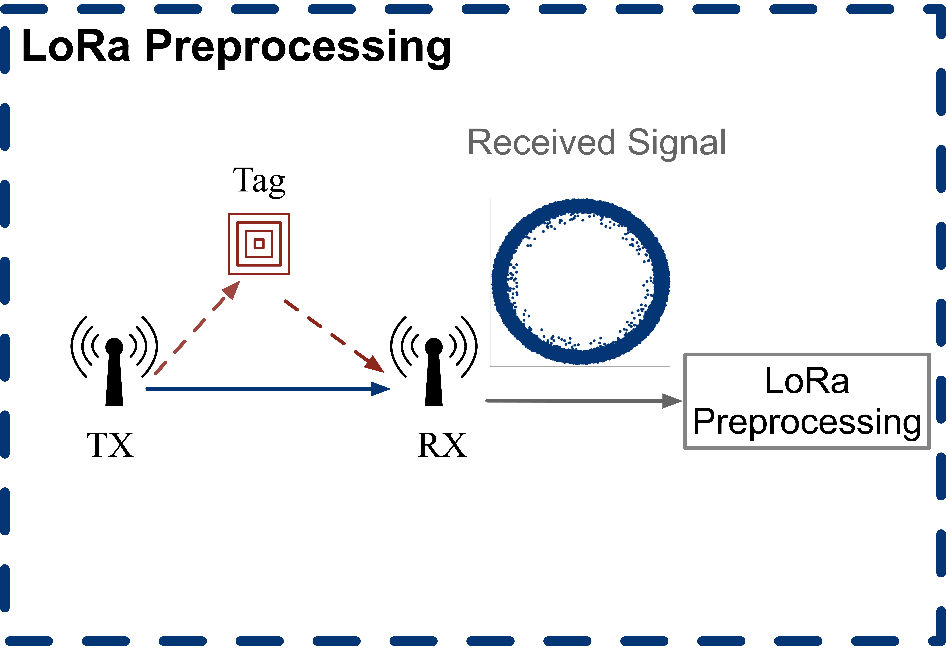 LoRa Preprocessing
Received Signal
Tag
LoRa
Preprocessing
TX
RX